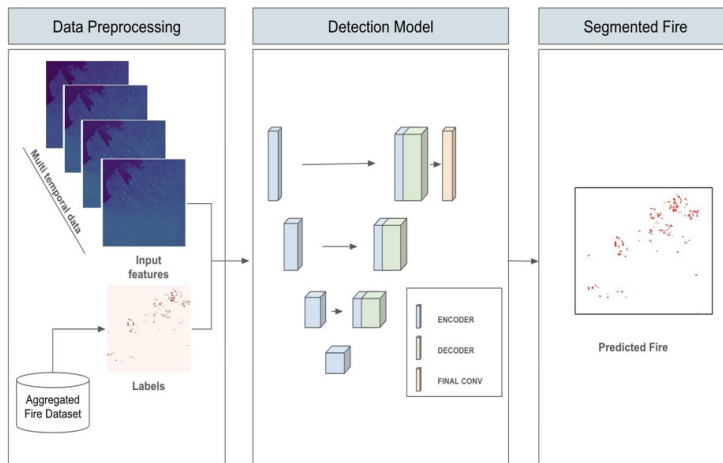 Data Preprocessing
Detection Model
Segmented Fire
Multi temporal data
Input
features
Labels
Aggregated
Fire Dataset
ENCODER
DECODER
FINAL CONV
Predicted Fire